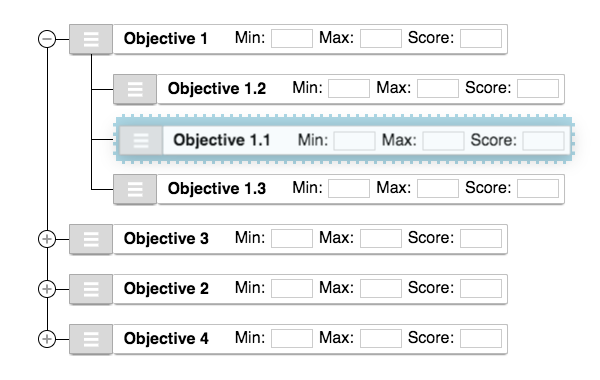 Objective 1 Min: Max: Score:
Objective 1.2 Min: Max: Score:
Objective 1.1 Min: Max: Score:
Objective 1.3 Min: Max: Score:
Objective 3 Min: Max: Score:
Objective 2 Min: Max: Score:
Objective 4 Min: Max: Score: